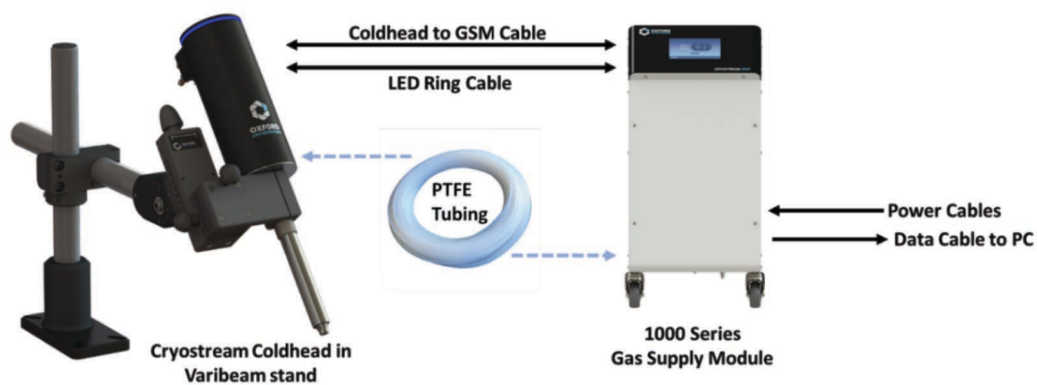 Coldhead to GSM Cable
LED Ring Cable
OXFORD
PTFE
Tubing
Power Cables
Data Cable to PC
Cryostream Coldhead in
Varibeam stand
1000 Series
Gas Supply Module